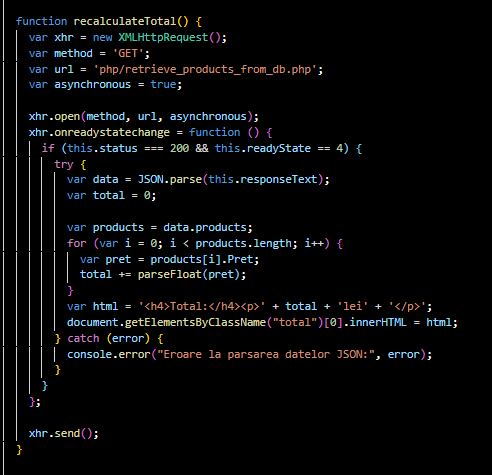 function recalculateTotal() {
var xhr = new XMLHttpRequest();
var method = 'GET';
var url = 'php/retrieve_products_from_db.php';
var asynchronous = true;
xhr.open(method, url, asynchronous);
xhr.onreadystatechange = function () {
if (this.status === 200 && this.readyState == 4) {
try {
var data = JSON.parse(this.responseText);
var total = 0;
var products = data.products;
for (var i = 0; i < products.length; i++) {
var pret = products[i].Pret;
total += parseFloat(pret);
}
var html = '<h4>Total:</h4><p>' + total + 'lei' + '</p>';
document.getElementsByClassName("total")[0].innerHTML = html;
} catch (error) {
console.error("Eroare la parsarea datelor JSON:", error);
}
}
};
xhr.send();
}